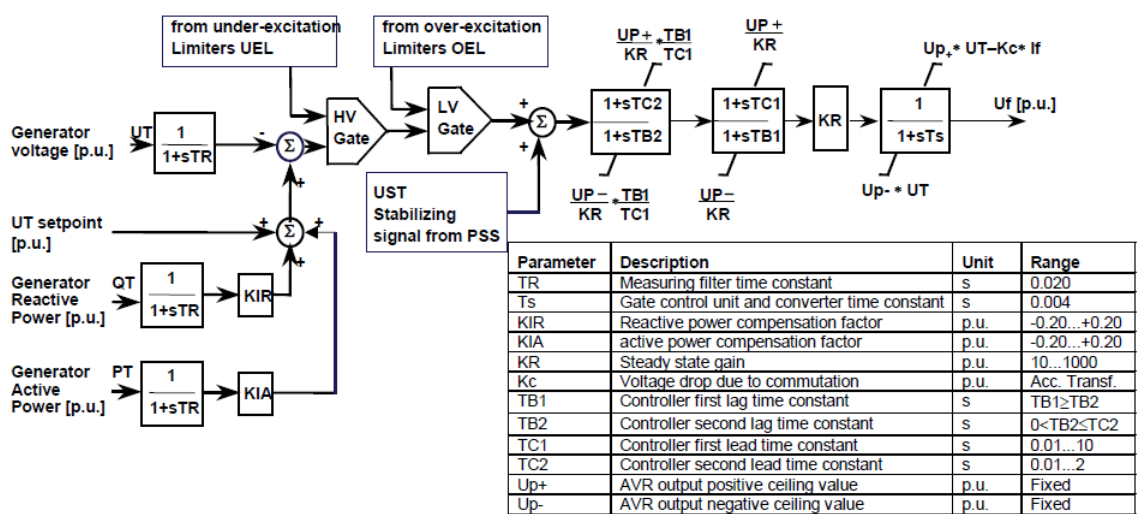 from under-excitation
Limiters UEL
from over-excitation
Limiters OEL
UP+
KR
*
TB1
TC1
UP+
KR
Up+* UT–Kc* If
Generator
voltage [p.u.]
UT
1
1+sTR
-
Σ
+
HV
Gate
LV
Gate
+
+
Σ
1+sTC2
1+sTB2
1+sTC1
1+sTB1
KR
1
1+sTs
Uf [p.u.]
UP–
KR
*
TB1
TC1
UP–
KR
Up- * UT
UST
Stabilizing
signal from PSS
UT setpoint
[p.u.]
+
Σ
+
+
Generator
Reactive
Power [p.u.]
QT
1
1+sTR
KIR
Generator
Active
Power [p.u.]
PT
1
1+sTR
KIA
Parameter Description Unit Range
TR Measuring filter time constant s 0.020
Ts Gate control unit and converter time constant s 0.004
KIR Reactive power compensation factor p.u. -0.20...+0.20
KIA active power compensation factor p.u. -0.20...+0.20
KR Steady state gain p.u. 10...1000
Kc Voltage drop due to commutation p.u. Acc. Transf.
TB1 Controller first lag time constant s TB1≥TB2
TB2 Controller second lag time constant s 0<TB2≤TC2
TC1 Controller first lead time constant s 0.01...10
TC2 Controller second lead time constant s 0.01...2
Up+ AVR output positive ceiling value p.u. Fixed
Up- AVR output negative ceiling value p.u. Fixed